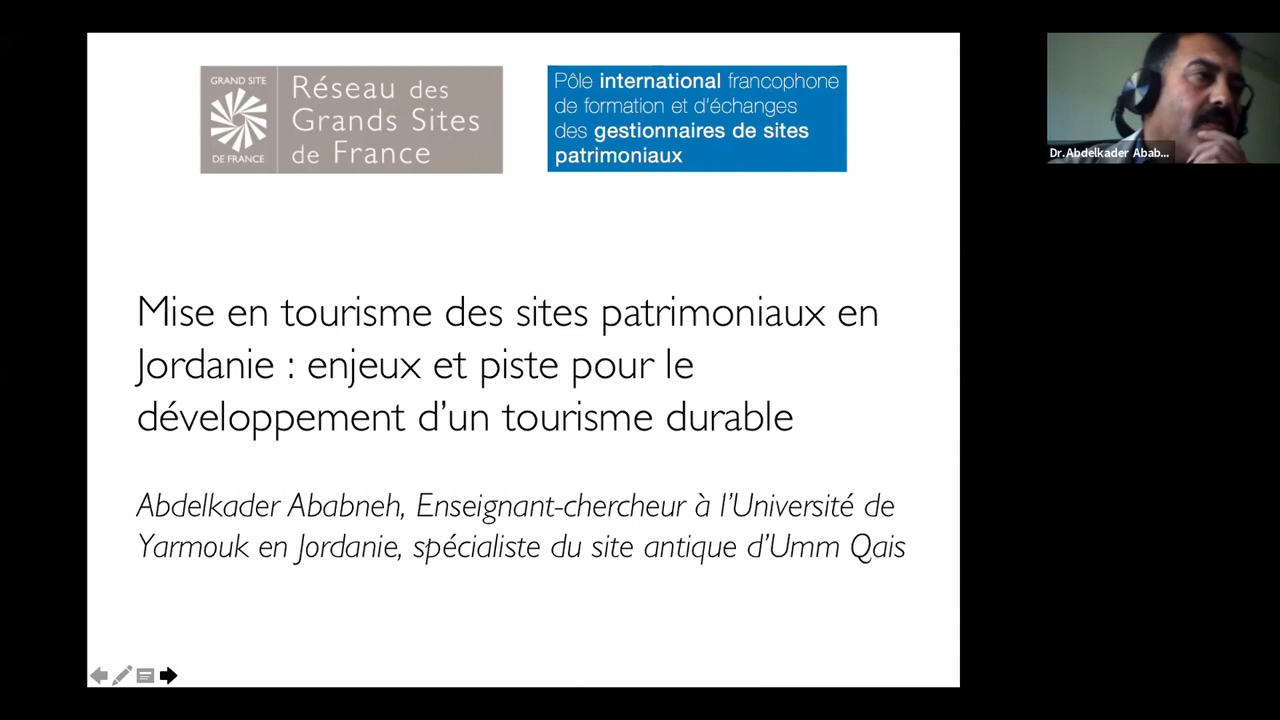 GRAND SITE
DE FRANCE
Réseau des
Grands Sites
de France
Pôle international francophone
de formation et d'échanges
des gestionnaires de sites
patrimoniaux
Dr.Abdelkader Abab...
Mise en tourisme des sites patrimoniaux en
Jordanie : enjeux et piste pour le
développement d’un tourisme durable
Abdelkader Ababneh, Enseignant-chercheur à l’Université de
Yarmouk en Jordanie, spécialiste du site antique d’Umm Qais